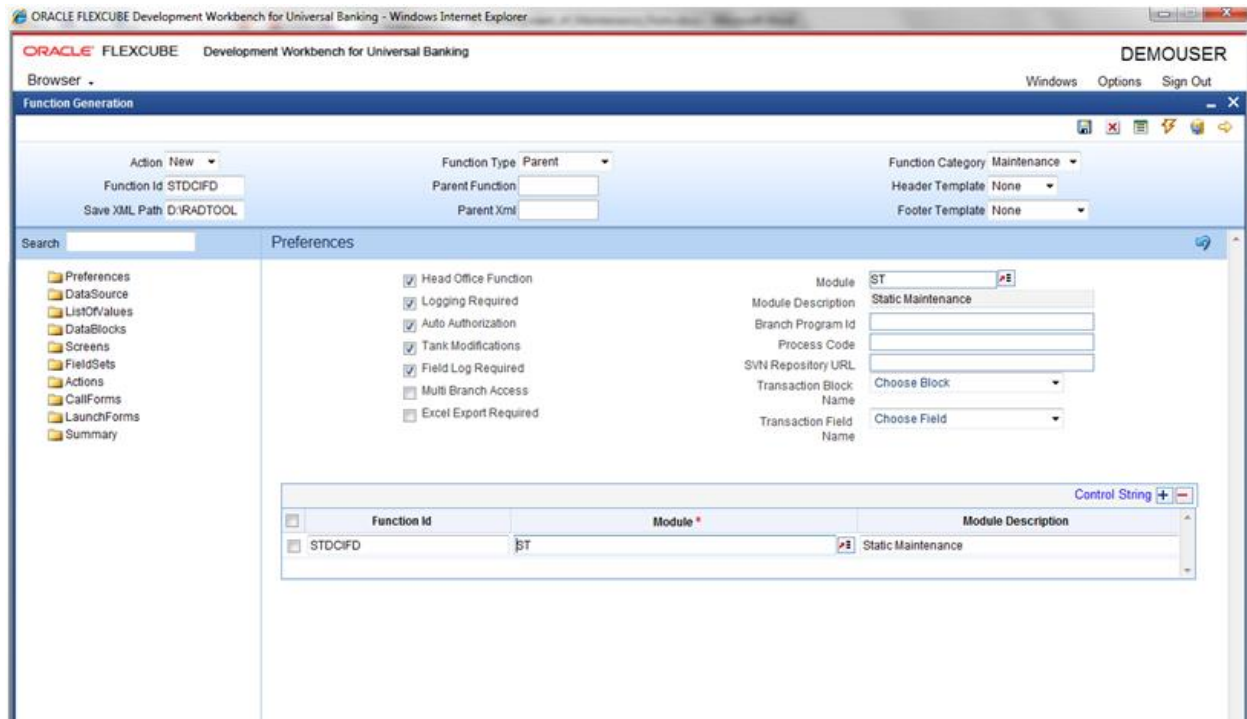 ORACLE FLEXCUBE Development Workbench for Universal Banking - Windows Internet Explorer
ORACLE FLEXCUBE Development Workbench for Universal Banking
DEMOUSER
Browser
Windows Options Sign Out
Function Generation
Action New Function Type Parent Function Category Maintenance
Function Id STDCIFD Parent Function Header Template None
Save XML Path D:\RADTOOL Parent Xml Footer Template None
Search Preferences
Preferences
DataSource
ListOfValues
DataBlocks
Screens
FieldSets
Actions
CallForms
LaunchForms
Summary
Head Office Function
Logging Required
Auto Authorization
Tank Modifications
Field Log Required
Multi Branch Access
Excel Export Required
Module ST
Module Description Static Maintenance
Branch Program Id
Process Code
SVN Repository URL
Transaction Block Choose Block
Name
Transaction Field Choose Field
Name
Control String + -
Function Id Module * Module Description
STDCIFD ST Static Maintenance